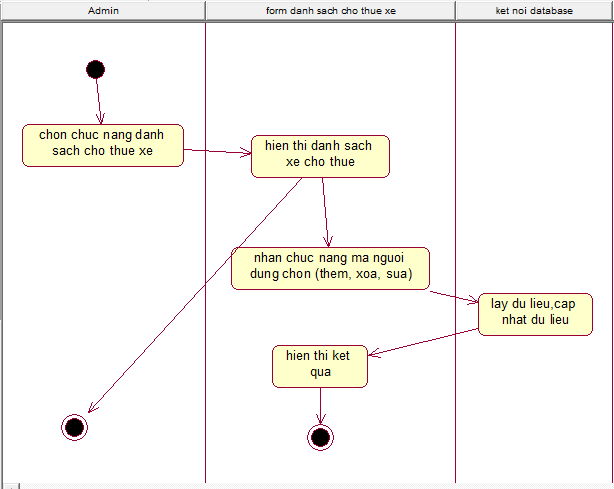 Admin
form danh sach cho thue xe
ket noi database
chon chuc nang danh
sach cho thue xe
hien thi danh sach
xe cho thue
nhan chuc nang ma nguoi
dung chon (them, xoa, sua)
lay du lieu,cap
nhat du lieu
hien thi ket
qua